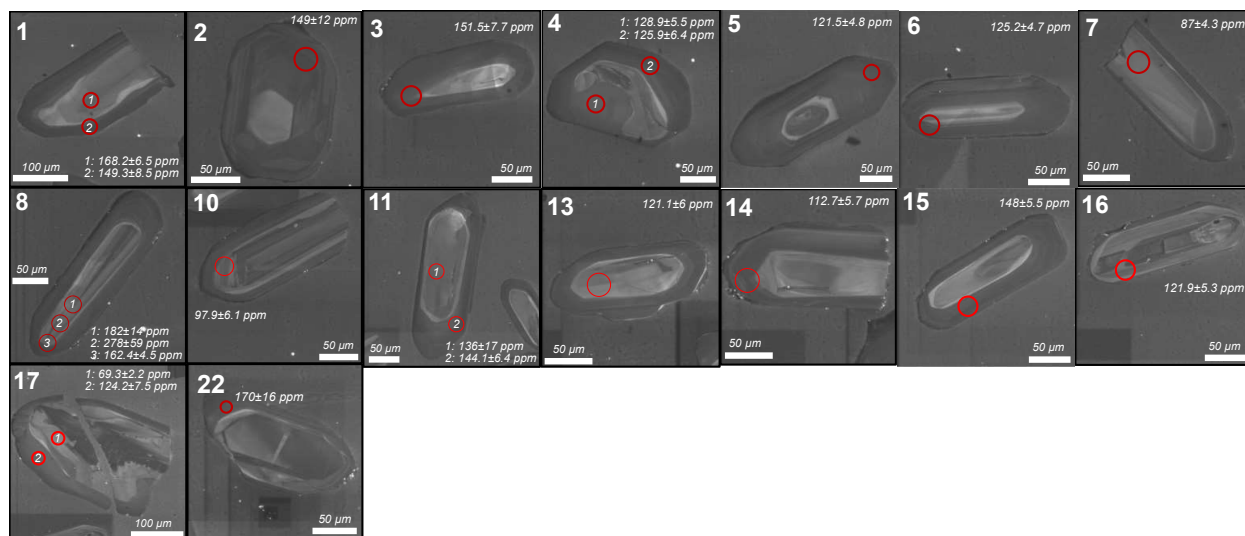 1
1
2
100 µm
1: 168.2±6.5 ppm
2: 149.3±8.5 ppm
2
149±12 ppm
50 µm
3
151.5±7.7 ppm
50 µm
4
1: 128.9±5.5 ppm
2: 125.9±6.4 ppm
2
1
50 µm
5
121.5±4.8 ppm
50 µm
6
125.2±4.7 ppm
50 µm
7
87±4.3 ppm
50 µm
8
50 µm
1
2
3
1: 182±14 ppm
2: 278±59 ppm
3: 162.4±4.5 ppm
10
97.9±6.1 ppm
50 µm
11
1
2
1: 136±17 ppm
2: 144.1±6.4 ppm
50 µm
13
121.1±6 ppm
50 µm
14
112.7±5.7 ppm
50 µm
15
148±5.5 ppm
50 µm
16
121.9±5.3 ppm
50 µm
17
1: 69.3±2.2 ppm
2: 124.2±7.5 ppm
1
2
100 µm
22
170±16 ppm
50 µm